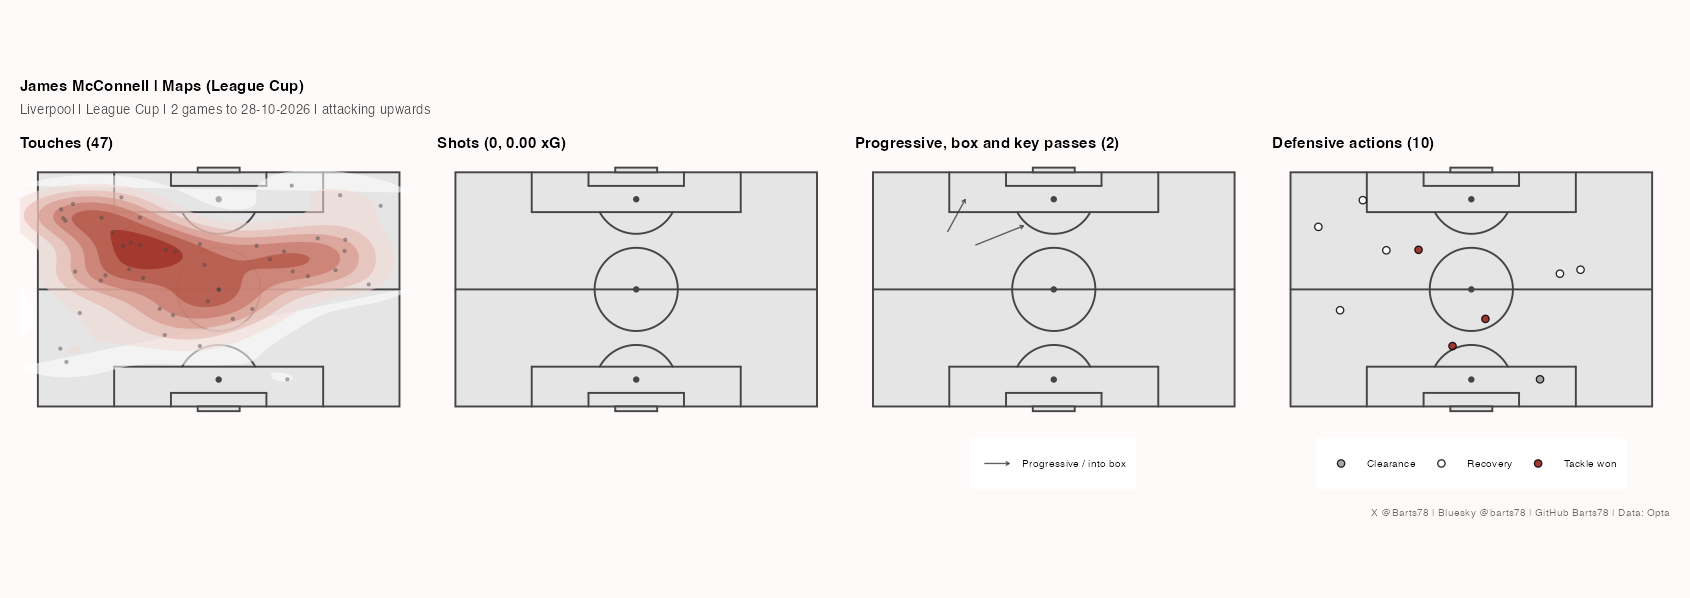 James McConnell | Maps (League Cup)
Liverpool | League Cup | 2 games to 28-10-2026 | attacking upwards
Touches (47)
Shots (0, 0.00 xG)
Progressive, box and key passes (2)
Defensive actions (10)
Progressive / into box
Clearance
Recovery
Tackle won
X @Barts78 | Bluesky @barts78 | GitHub Barts78 | Data: Opta